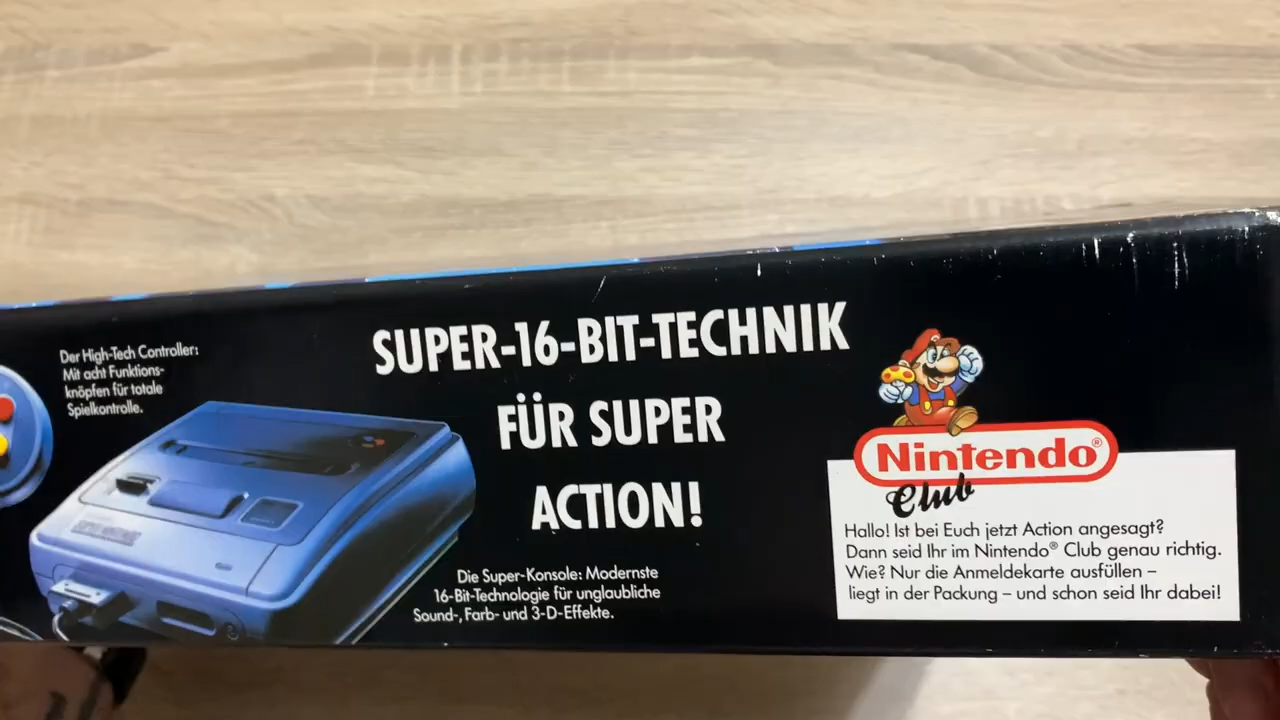 Der High-Tech Controller:
Mit acht Funktions-
knöpfen für totale
Spielkontrolle.
SUPER-16-BIT-TECHNIK
FÜR SUPER
ACTION!
Die Super-Konsole: Modernste
16-Bit-Technologie für unglaubliche
Sound-, Farb- und 3-D-Effekte.
Nintendo®
Club
Hallo! Ist bei Euch jetzt Action angesagt?
Dann seid Ihr im Nintendo® Club genau richtig.
Wie? Nur die Anmeldekarte ausfüllen –
liegt in der Packung – und schon seid Ihr dabei!